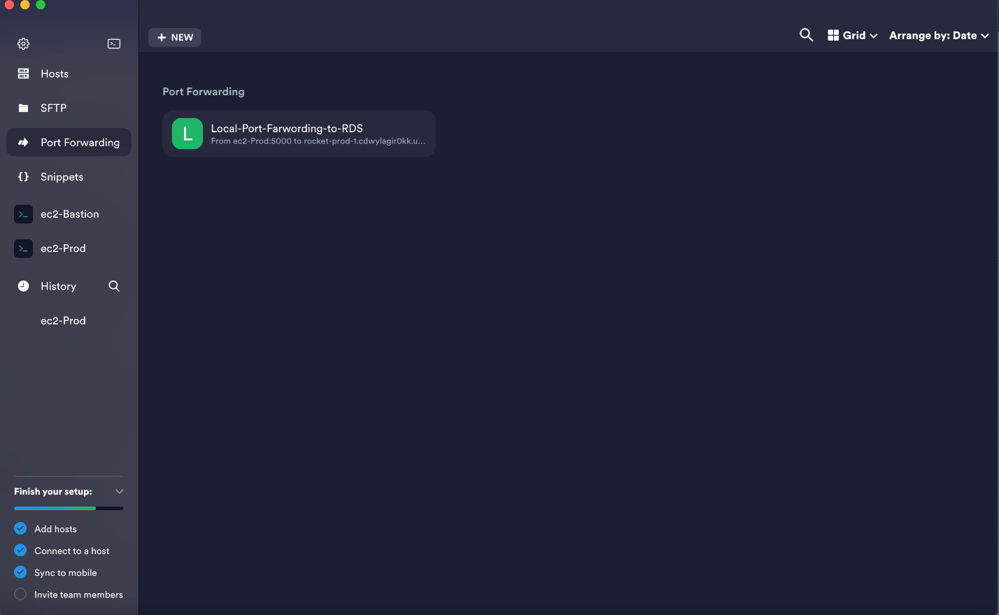 NEW
Grid
Arrange by: Date
Hosts
SFTP
Port Forwarding
Snippets
ec2-Bastion
ec2-Prod
History
ec2-Prod
Finish your setup:
Add hosts
Connect to a host
Sync to mobile
Invite team members
Port Forwarding
L
Local-Port-Farwording-to-RDS
From ec2-Prod:5000 to rocket-prod-1.cdwylagir0kk.u...